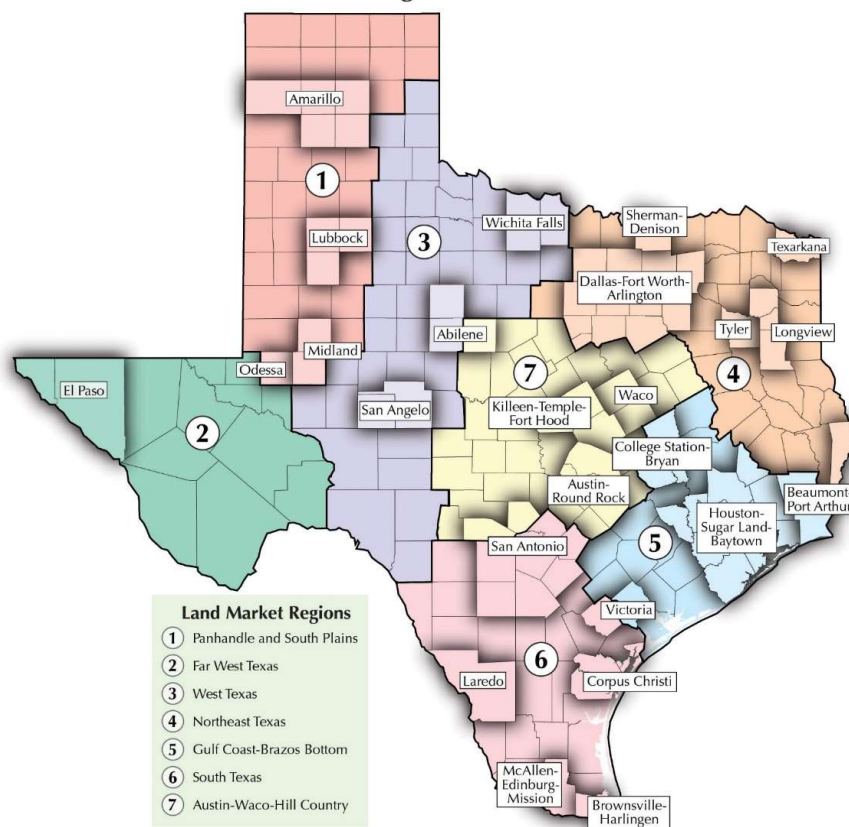 Amarillo
1
Lubbock
3
Wichita Falls
Sherman-
Denison
Texarkana
Dallas-Fort Worth-
Arlington
Tyler
Longview
Abilene
Midland
Odessa
El Paso
2
San Angelo
7
Killeen-Temple-
Fort Hood
Waco
4
College Station-
Bryan
Austin-
Round Rock
Houston-
Sugar Land-
Baytown
Beaumont-
Port Arthur
San Antonio
5
Victoria
6
Laredo
Corpus Christi
McAllen-
Edinburg-
Mission
Brownsville-
Harlingen
Land Market Regions
1 Panhandle and South Plains
2 Far West Texas
3 West Texas
4 Northeast Texas
5 Gulf Coast-Brazos Bottom
6 South Texas
7 Austin-Waco-Hill Country